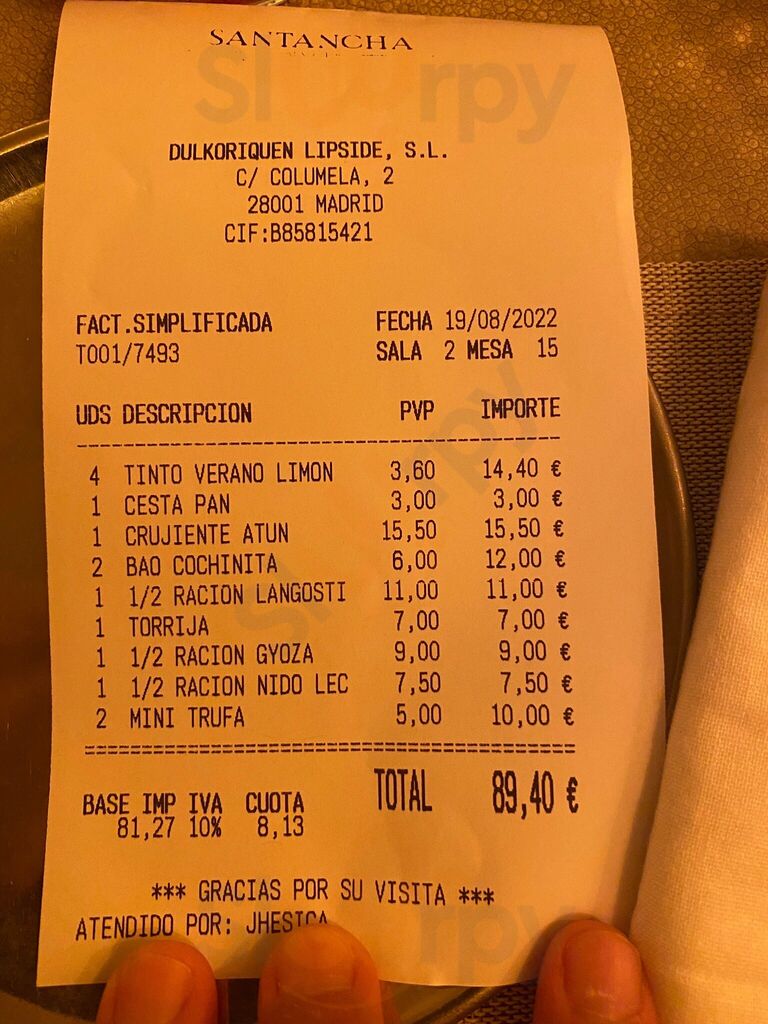 SANTANCHA
DULKORIQUEN LIPSIDE, S.L.
C/ COLUMELA, 2
28001 MADRID
CIF:B85815421
FACT.SIMPLIFICADA FECHA 19/08/2022
T001/7493 SALA 2 MESA 15
UDS DESCRIPCION PVP IMPORTE
4 TINTO VERANO LIMON 3,60 14,40 €
1 CESTA PAN 3,00 3,00 €
1 CRUJIENTE ATUN 15,50 15,50 €
2 BAO COCHINITA 6,00 12,00 €
1 1/2 RACION LANGOSTI 11,00 11,00 €
1 TORRIJA 7,00 7,00 €
1 1/2 RACION GYOZA 9,00 9,00 €
1 1/2 RACION NIDO LEC 7,50 7,50 €
2 MINI TRUFA 5,00 10,00 €
TOTAL 89,40 €
BASE IMP IVA CUOTA
81,27 10% 8,13
*** GRACIAS POR SU VISITA ***
ATENDIDO POR: JHESICA